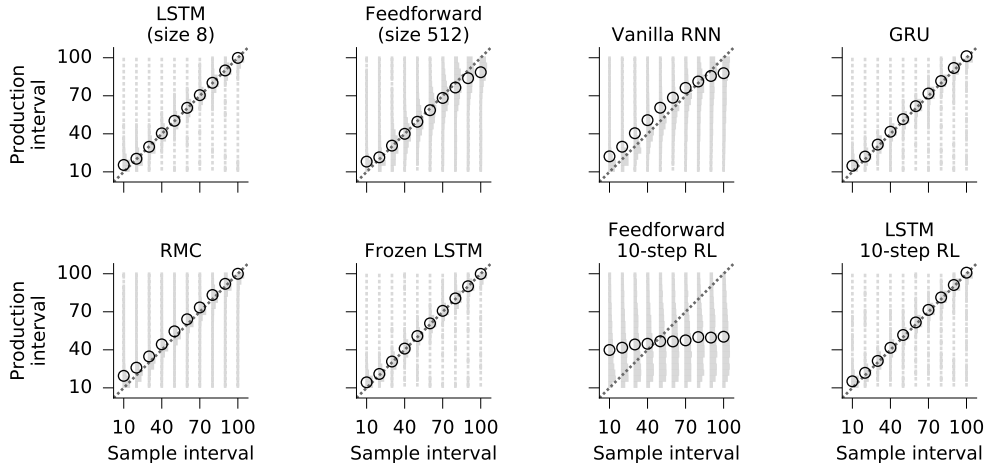 LSTM
(size 8)
Feedforward
(size 512)
Vanilla RNN
GRU
Production
interval
100
70
40
10
RMC
Frozen LSTM
Feedforward
10-step RL
LSTM
10-step RL
Production
interval
100
70
40
10
10 40 70 100
10 40 70 100
10 40 70 100
10 40 70 100
Sample interval
Sample interval
Sample interval
Sample interval